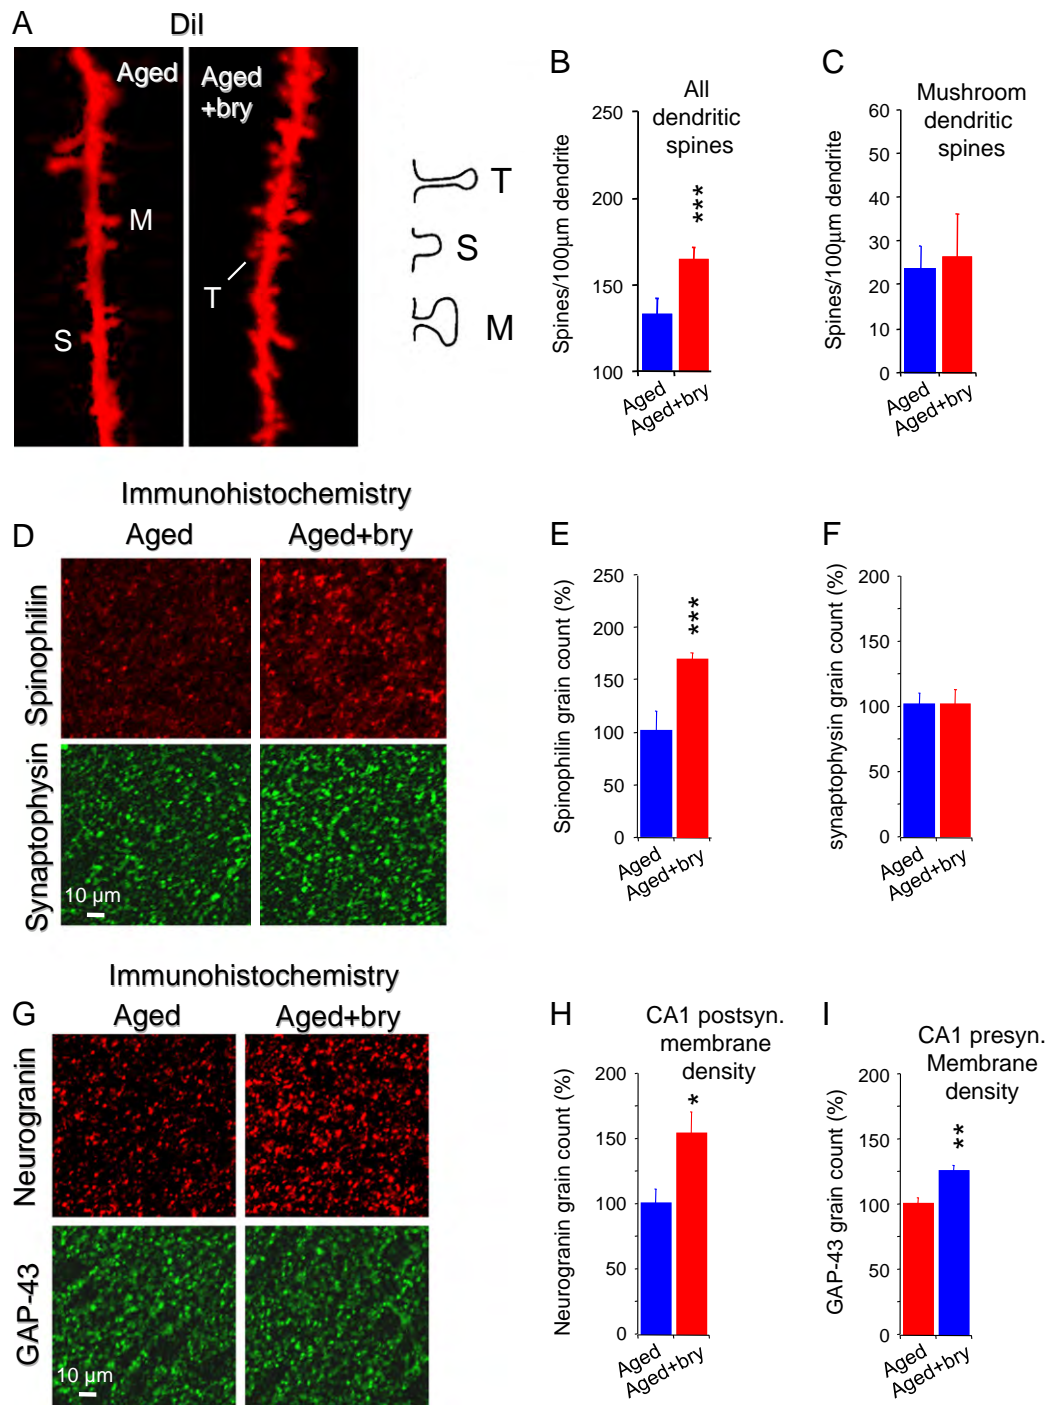 A
DiI
Aged
Aged
+bry
M
T
S
T
S
M
B
All
dendritic
spines
Spines/100µm dendrite
250
200
150
100
***
Aged
Aged+bry
C
Mushroom
dendritic
spines
Spines/100µm dendrite
60
50
40
30
20
10
0
Aged
Aged+bry
Immunohistochemistry
D
Aged
Aged+bry
Spinophilin
Synaptophysin
10 µm
E
Spinophilin grain count (%)
250
200
150
100
50
0
***
Aged
Aged+bry
F
synaptophysin grain count (%)
200
150
100
50
0
Aged
Aged+bry
Immunohistochemistry
G
Aged
Aged+bry
Neurogranin
GAP-43
10 µm
H
CA1 postsyn.
membrane
density
Neurogranin grain count (%)
200
150
100
50
0
*
Aged
Aged+bry
I
CA1 presyn.
Membrane
density
GAP-43 grain count (%)
200
150
100
50
0
**
Aged
Aged+bry